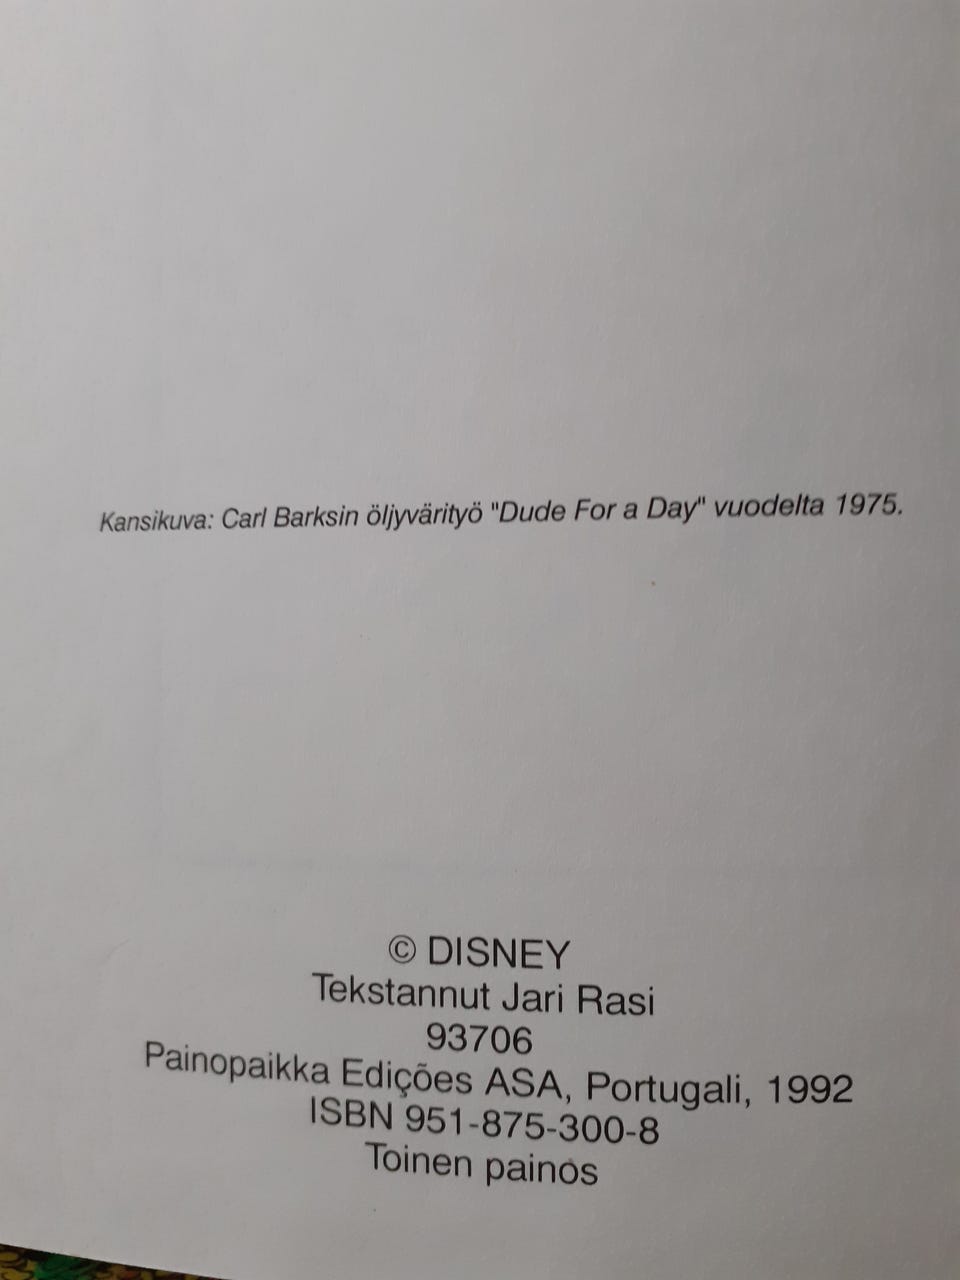 Kansikuva: Carl Barksin öljyvärityö "Dude For a Day" vuodelta 1975.
© DISNEY
Tekstannut Jari Rasi
93706
Painopaikka Edições ASA, Portugali, 1992
ISBN 951-875-300-8
Toinen painos